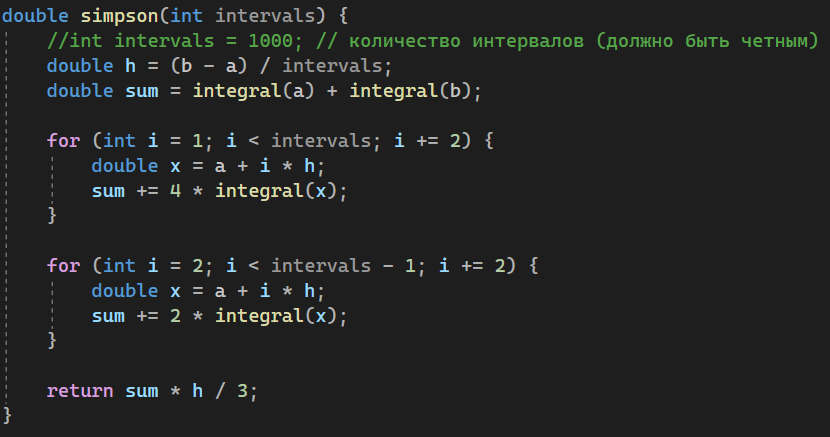 double simpson(int intervals) {
//int intervals = 1000; // количество интервалов (должно быть четным)
double h = (b - a) / intervals;
double sum = integral(a) + integral(b);
for (int i = 1; i < intervals; i += 2) {
double x = a + i * h;
sum += 4 * integral(x);
}
for (int i = 2; i < intervals - 1; i += 2) {
double x = a + i * h;
sum += 2 * integral(x);
}
return sum * h / 3;
}